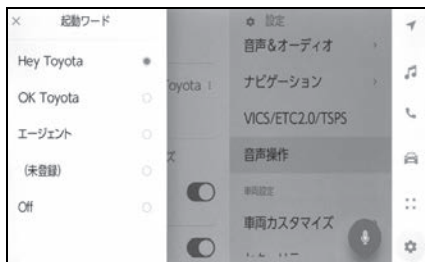 × 起動ワード
Hey Toyota
OK Toyota
エージェント
(未登録)
Off
oyota
ズ
設定
音声&オーディオ
ナビゲーション
VICS/ETC2.0/TSPS
音声操作
車両設定
車両カスタマイズ